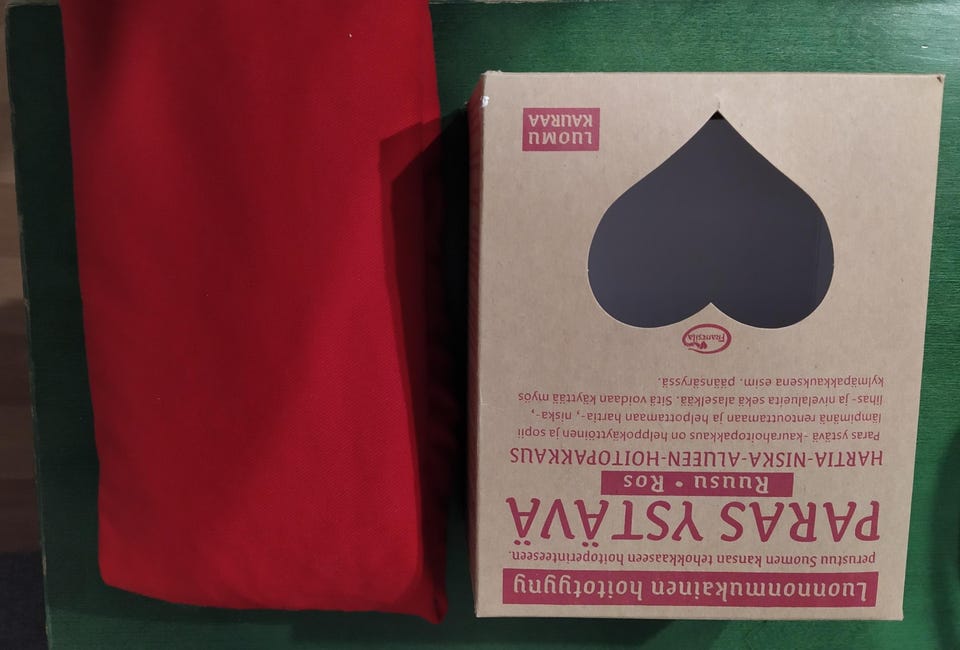 Luonnonmukainen hoitotyyny
perustuu Suomen kansan tehokkaaseen hoitoperinteeseen.
PARAS YSTÄVÄ
Ruusu • Ros
HARTIA-NISKA-ALUEEN-HOITOPAKKAUS
Paras ystävä -kaurahoitopakkaus on helppokäyttöinen ja sopii
lämpimänä rentouttamaan ja helpottamaan hartia-, niska-,
lihas- ja nivelalueita sekä alaselkää. Sitä voidaan käyttää myös
kylmäpakkauksena esim. päänsäryssä.
FRANTSILA
LUOMU
KAURAA